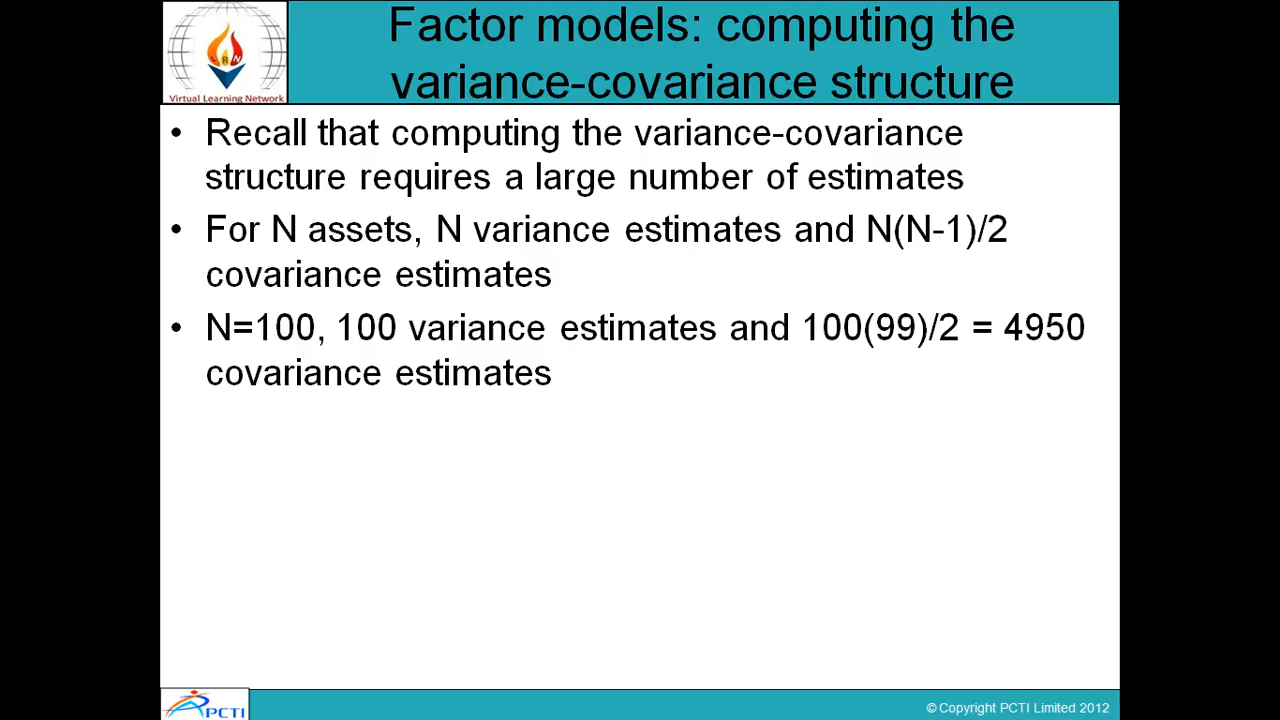 Factor models: computing the
variance-covariance structure
Virtual Learning Network
• Recall that computing the variance-covariance
structure requires a large number of estimates
• For N assets, N variance estimates and N(N-1)/2
covariance estimates
• N=100, 100 variance estimates and 100(99)/2 = 4950
covariance estimates
PCTI
© Copyright PCTI Limited 2012